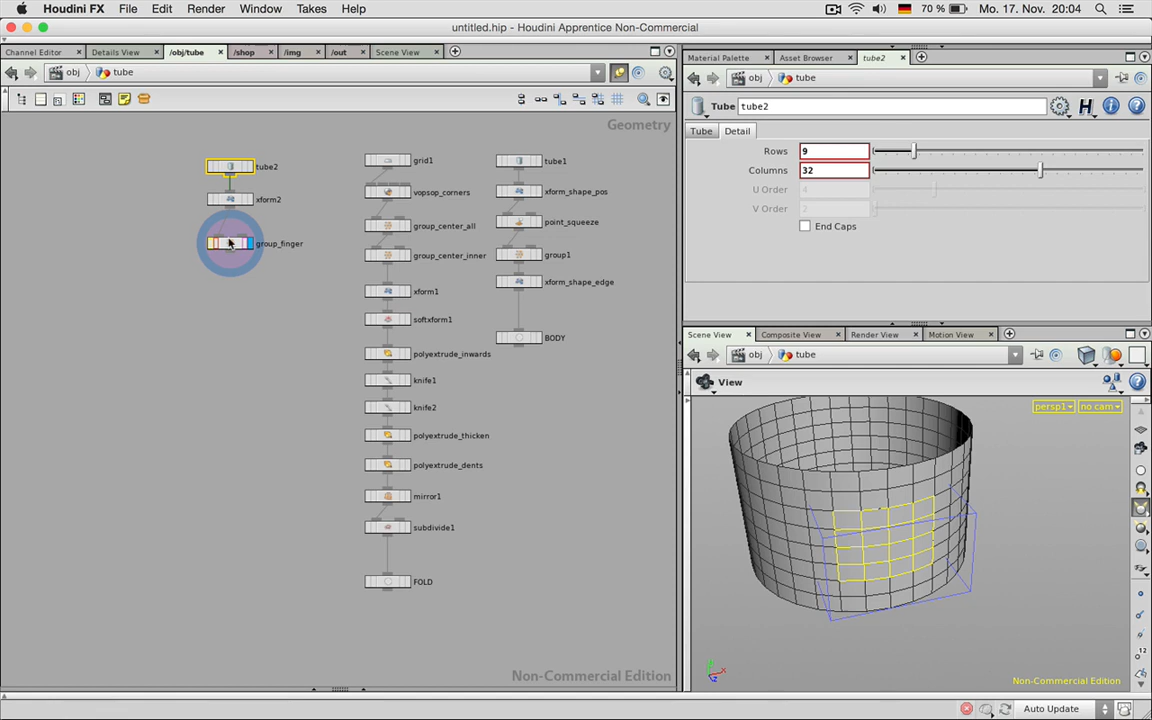 Houdini FX File Edit Render Window Takes Help 70 % Mo. 17. Nov. 20:04
untitled.hip - Houdini Apprentice Non-Commercial
Channel Editor Details View /obj/tube /shop /img /out Scene View
obj tube
Geometry
tube2
xform2
group_finger
grid1
vopsop_corners
group_center_all
group_center_inner
xform1
softxform1
polyextrude_inwards
knife1
knife2
polyextrude_thicken
polyextrude_dents
mirror1
subdivide1
FOLD
tube1
xform_shape_pos
point_squeeze
group1
xform_shape_edge
BODY
Non-Commercial Edition
Material Palette Asset Browser tube2
obj tube
Tube tube2
Tube Detail
Rows 9
Columns 32
U Order 4
V Order 2
End Caps
Scene View Composite View Render View Motion View
obj tube
View
persp1 no cam
12
Non-Commercial Edition
Auto Update